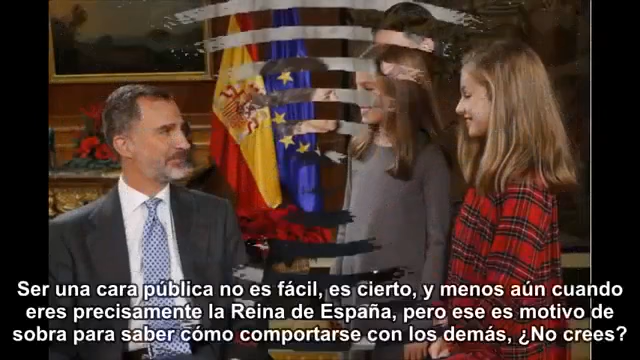 Ser una cara pública no es fácil, es cierto, y menos aún cuando
eres precisamente la Reina de España, pero ese es motivo de
sobra para saber cómo comportarse con los demás, ¿No crees?